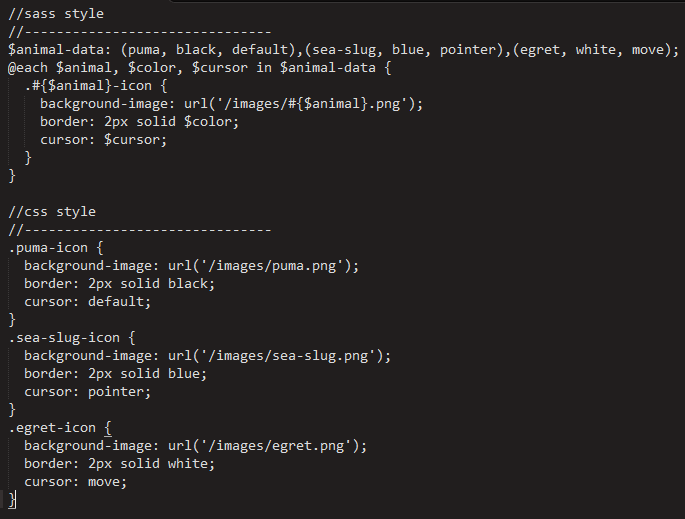 //sass style
//-------------------------------
$animal-data: (puma, black, default),(sea-slug, blue, pointer),(egret, white, move);
@each $animal, $color, $cursor in $animal-data {
  .#{$animal}-icon {
    background-image: url('/images/#{$animal}.png');
    border: 2px solid $color;
    cursor: $cursor;
  }
}

//css style
//-------------------------------
.puma-icon {
  background-image: url('/images/puma.png');
  border: 2px solid black;
  cursor: default;
}
.sea-slug-icon {
  background-image: url('/images/sea-slug.png');
  border: 2px solid blue;
  cursor: pointer;
}
.egret-icon {
  background-image: url('/images/egret.png');
  border: 2px solid white;
  cursor: move;
}